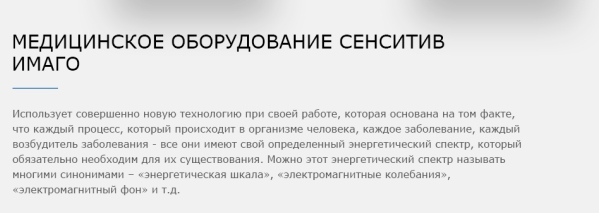 МЕДИЦИНСКОЕ ОБОРУДОВАНИЕ СЕНСИТИВ
ИМАГО
Использует совершенно новую технологию при своей работе, которая основана на том факте,
что каждый процесс, который происходит в организме человека, каждое заболевание, каждый
возбудитель заболевания - все они имеют свой определенный энергетический спектр, который
обязательно необходим для их существования. Можно этот энергетический спектр называть
многими синонимами – «энергетическая шкала», «электромагнитные колебания»,
«электромагнитный фон» и т.д.